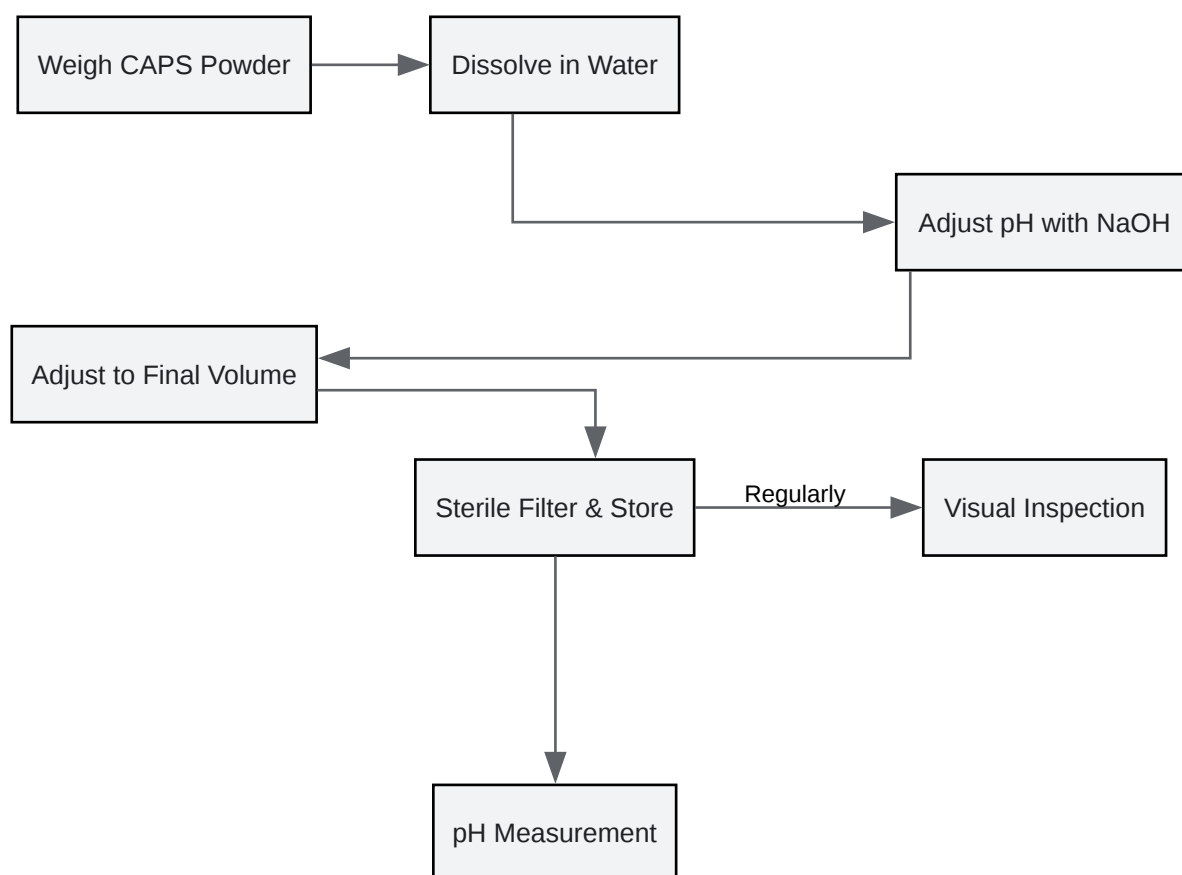 Weigh CAPS Powder
Dissolve in Water
Adjust pH with NaOH
Adjust to Final Volume
Sterile Filter & Store
Regularly
Visual Inspection
pH Measurement